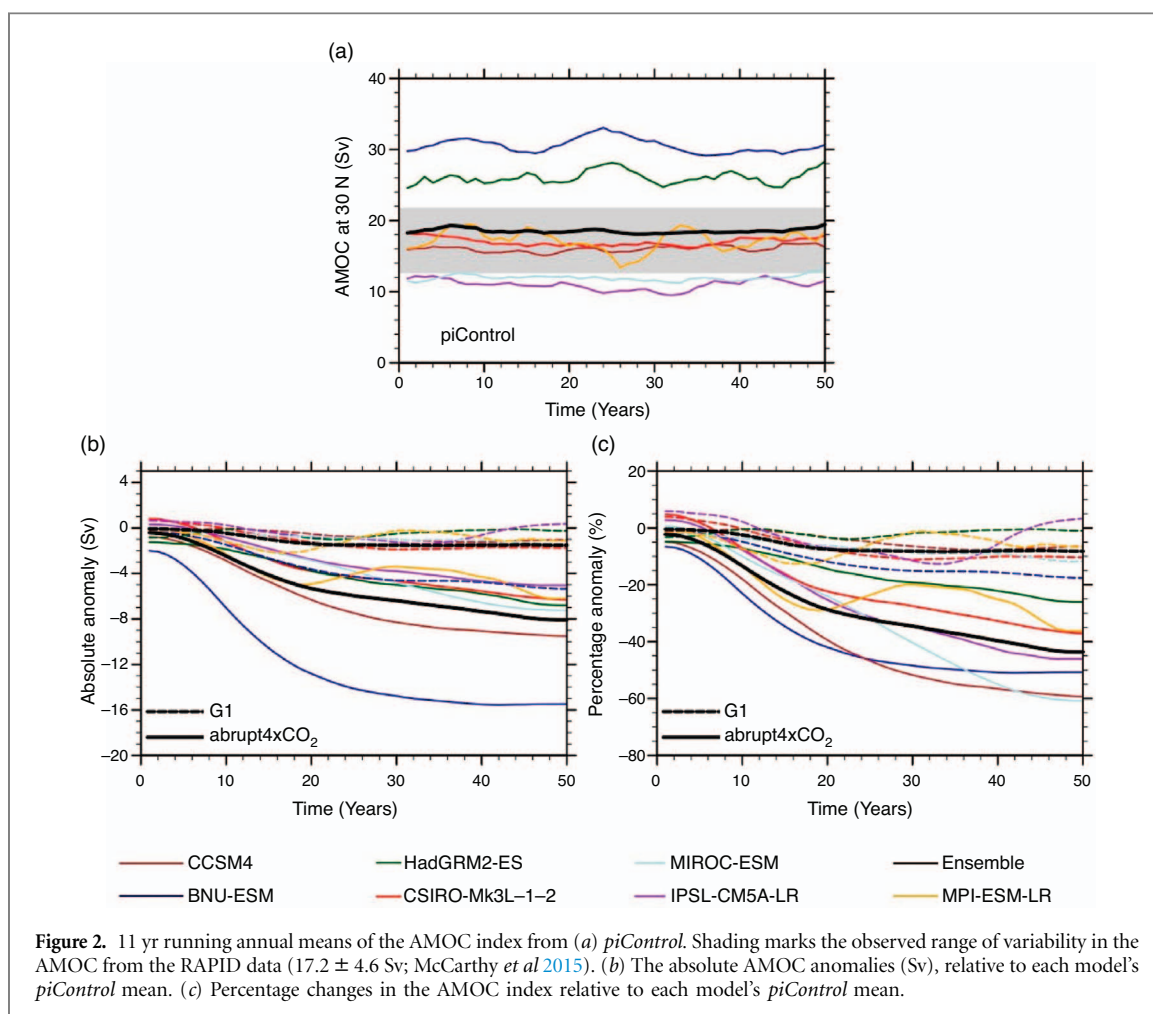 (a)
40
30
20
10
0
AMOC at 30 N (Sv)
piControl
0 10 20 30 40 50
Time (Years)
(b)
4
0
–4
–8
–12
–16
–20
Absolute anomaly (Sv)
G1
abrupt4xCO2
0 10 20 30 40 50
Time (Years)
(c)
20
0
–20
–40
–60
–80
Percentage anomaly (%)
G1
abrupt4xCO2
0 10 20 30 40 50
Time (Years)
CCSM4 HadGRM2-ES MIROC-ESM Ensemble
BNU-ESM CSIRO-Mk3L–1–2 IPSL-CM5A-LR MPI-ESM-LR
Figure 2. 11 yr running annual means of the AMOC index from (a) piControl. Shading marks the observed range of variability in the
AMOC from the RAPID data (17.2 ± 4.6 Sv; McCarthy et al 2015). (b) The absolute AMOC anomalies (Sv), relative to each model's
piControl mean. (c) Percentage changes in the AMOC index relative to each model's piControl mean.